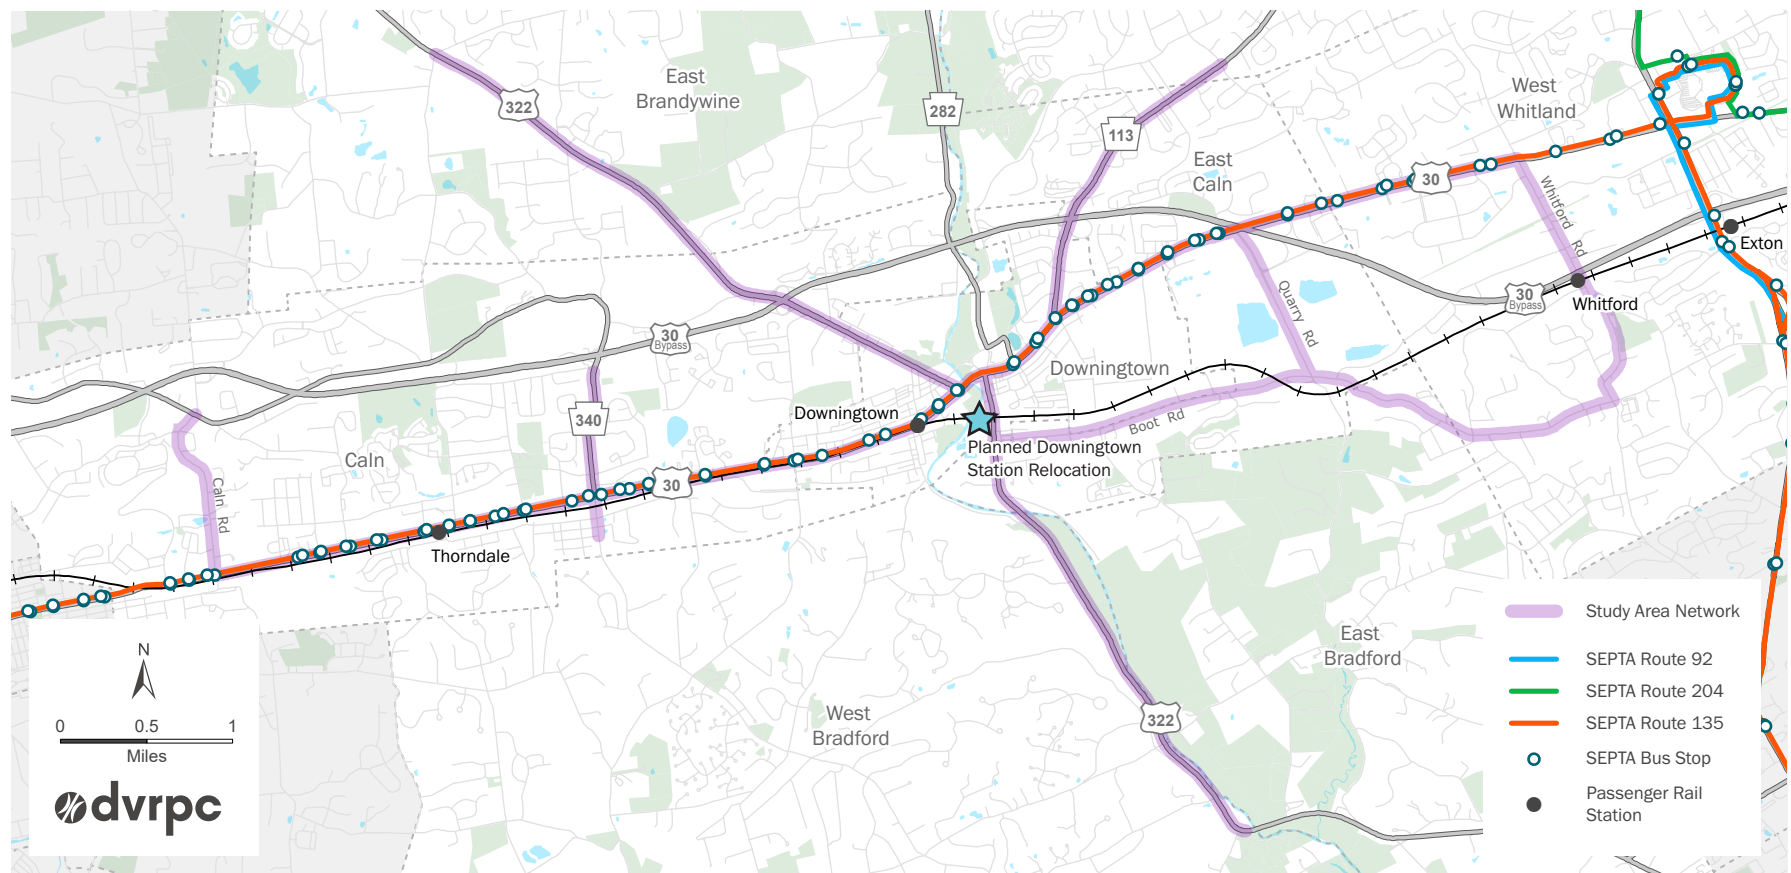 East
Brandywine
322
282
113
West
Whitland
East
Caln
30
Whitford Rd
Exton
Quarry Rd
30
Bypass
Whitford
30
Bypass
Downingtown
Downingtown
340
Boot Rd
Planned Downingtown
Station Relocation
Caln
30
Caln Rd
Thorndale
East
Bradford
West
Bradford
322
N
0 0.5 1
Miles
dvrpc
Study Area Network
SEPTA Route 92
SEPTA Route 204
SEPTA Route 135
SEPTA Bus Stop
Passenger Rail
Station